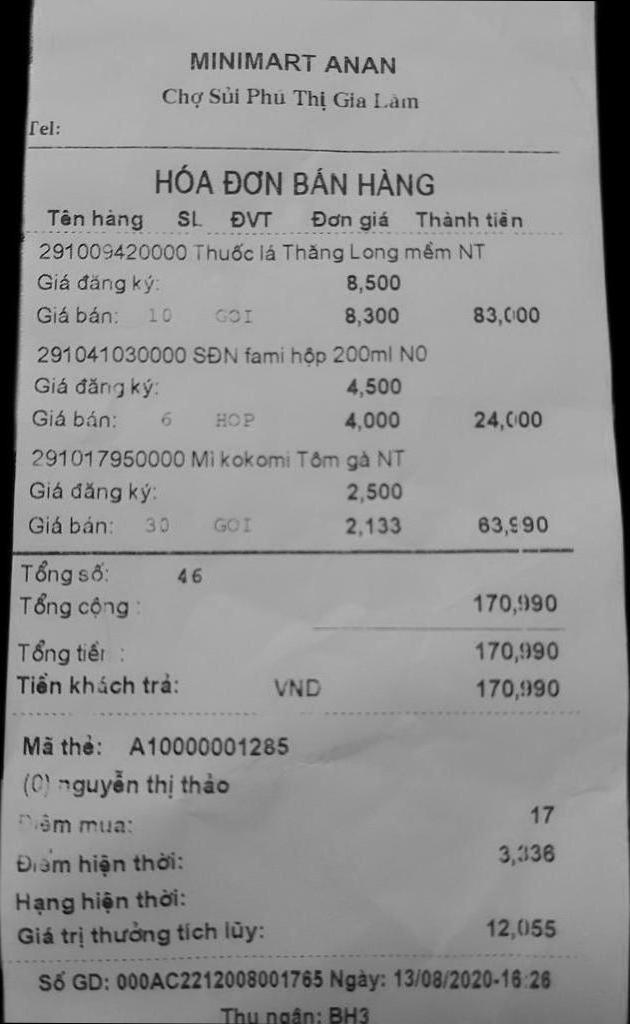 MINIMART ANAN
Chợ Sủi Phú Thị Gia Lâm
Tel:
HÓA ĐƠN BÁN HÀNG
Tên hàng SL ĐVT Đơn giá Thành tiền
291009420000 Thuốc lá Thăng Long mềm NT
Giá đăng ký: 8,500
Giá bán: 10 GOI 8,300 83,000
291041030000 SĐN fami hộp 200ml N0
Giá đăng ký: 4,500
Giá bán: 6 HOP 4,000 24,000
291017950000 Mì kokomi Tôm gà NT
Giá đăng ký: 2,500
Giá bán: 30 GOI 2,133 63,990
Tổng số: 46
Tổng cộng : 170,990
Tổng tiền : 170,990
Tiền khách trả: VND 170,990
Mã thẻ: A10000001285
(0) nguyễn thị thảo
Điểm mua: 17
Điểm hiện thời: 3,336
Hạng hiện thời:
Giá trị thưởng tích lũy: 12,055
Số GD: 000AC2212008001765 Ngày: 13/08/2020-16:26
Thu ngân: BH3